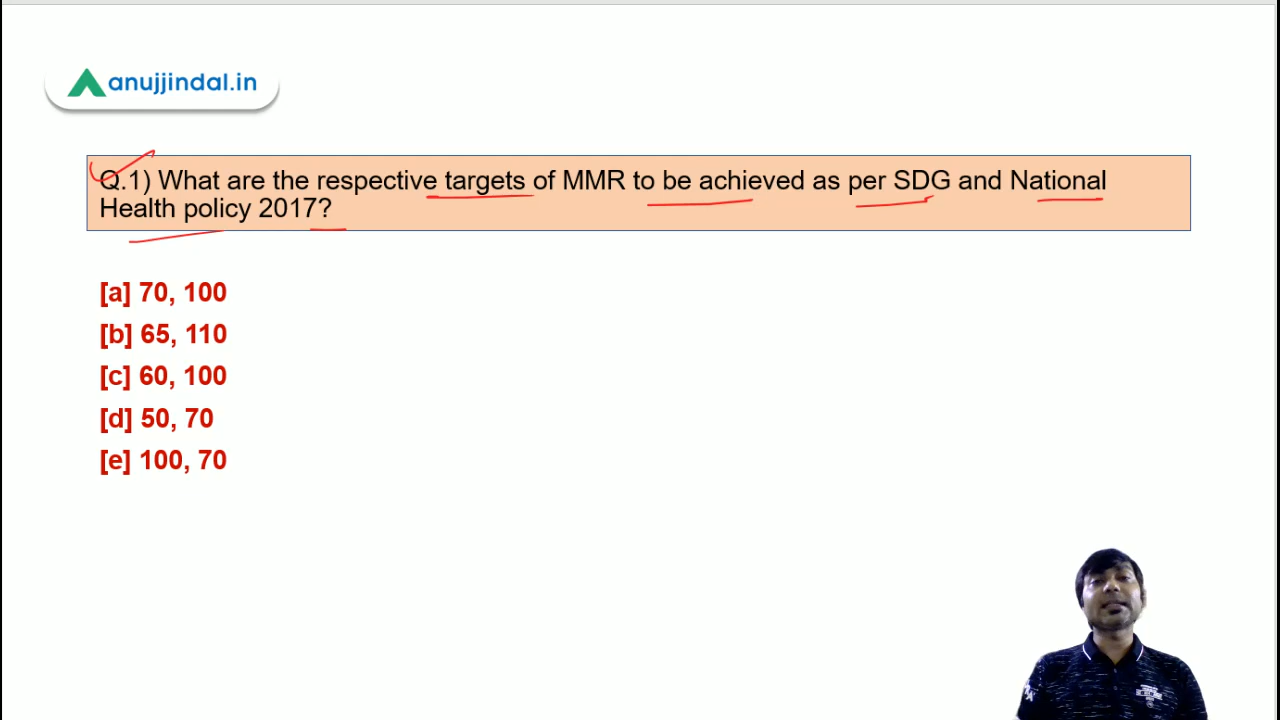 anujjindal.in
Q.1) What are the respective targets of MMR to be achieved as per SDG and National
Health policy 2017?
[a] 70, 100
[b] 65, 110
[c] 60, 100
[d] 50, 70
[e] 100, 70